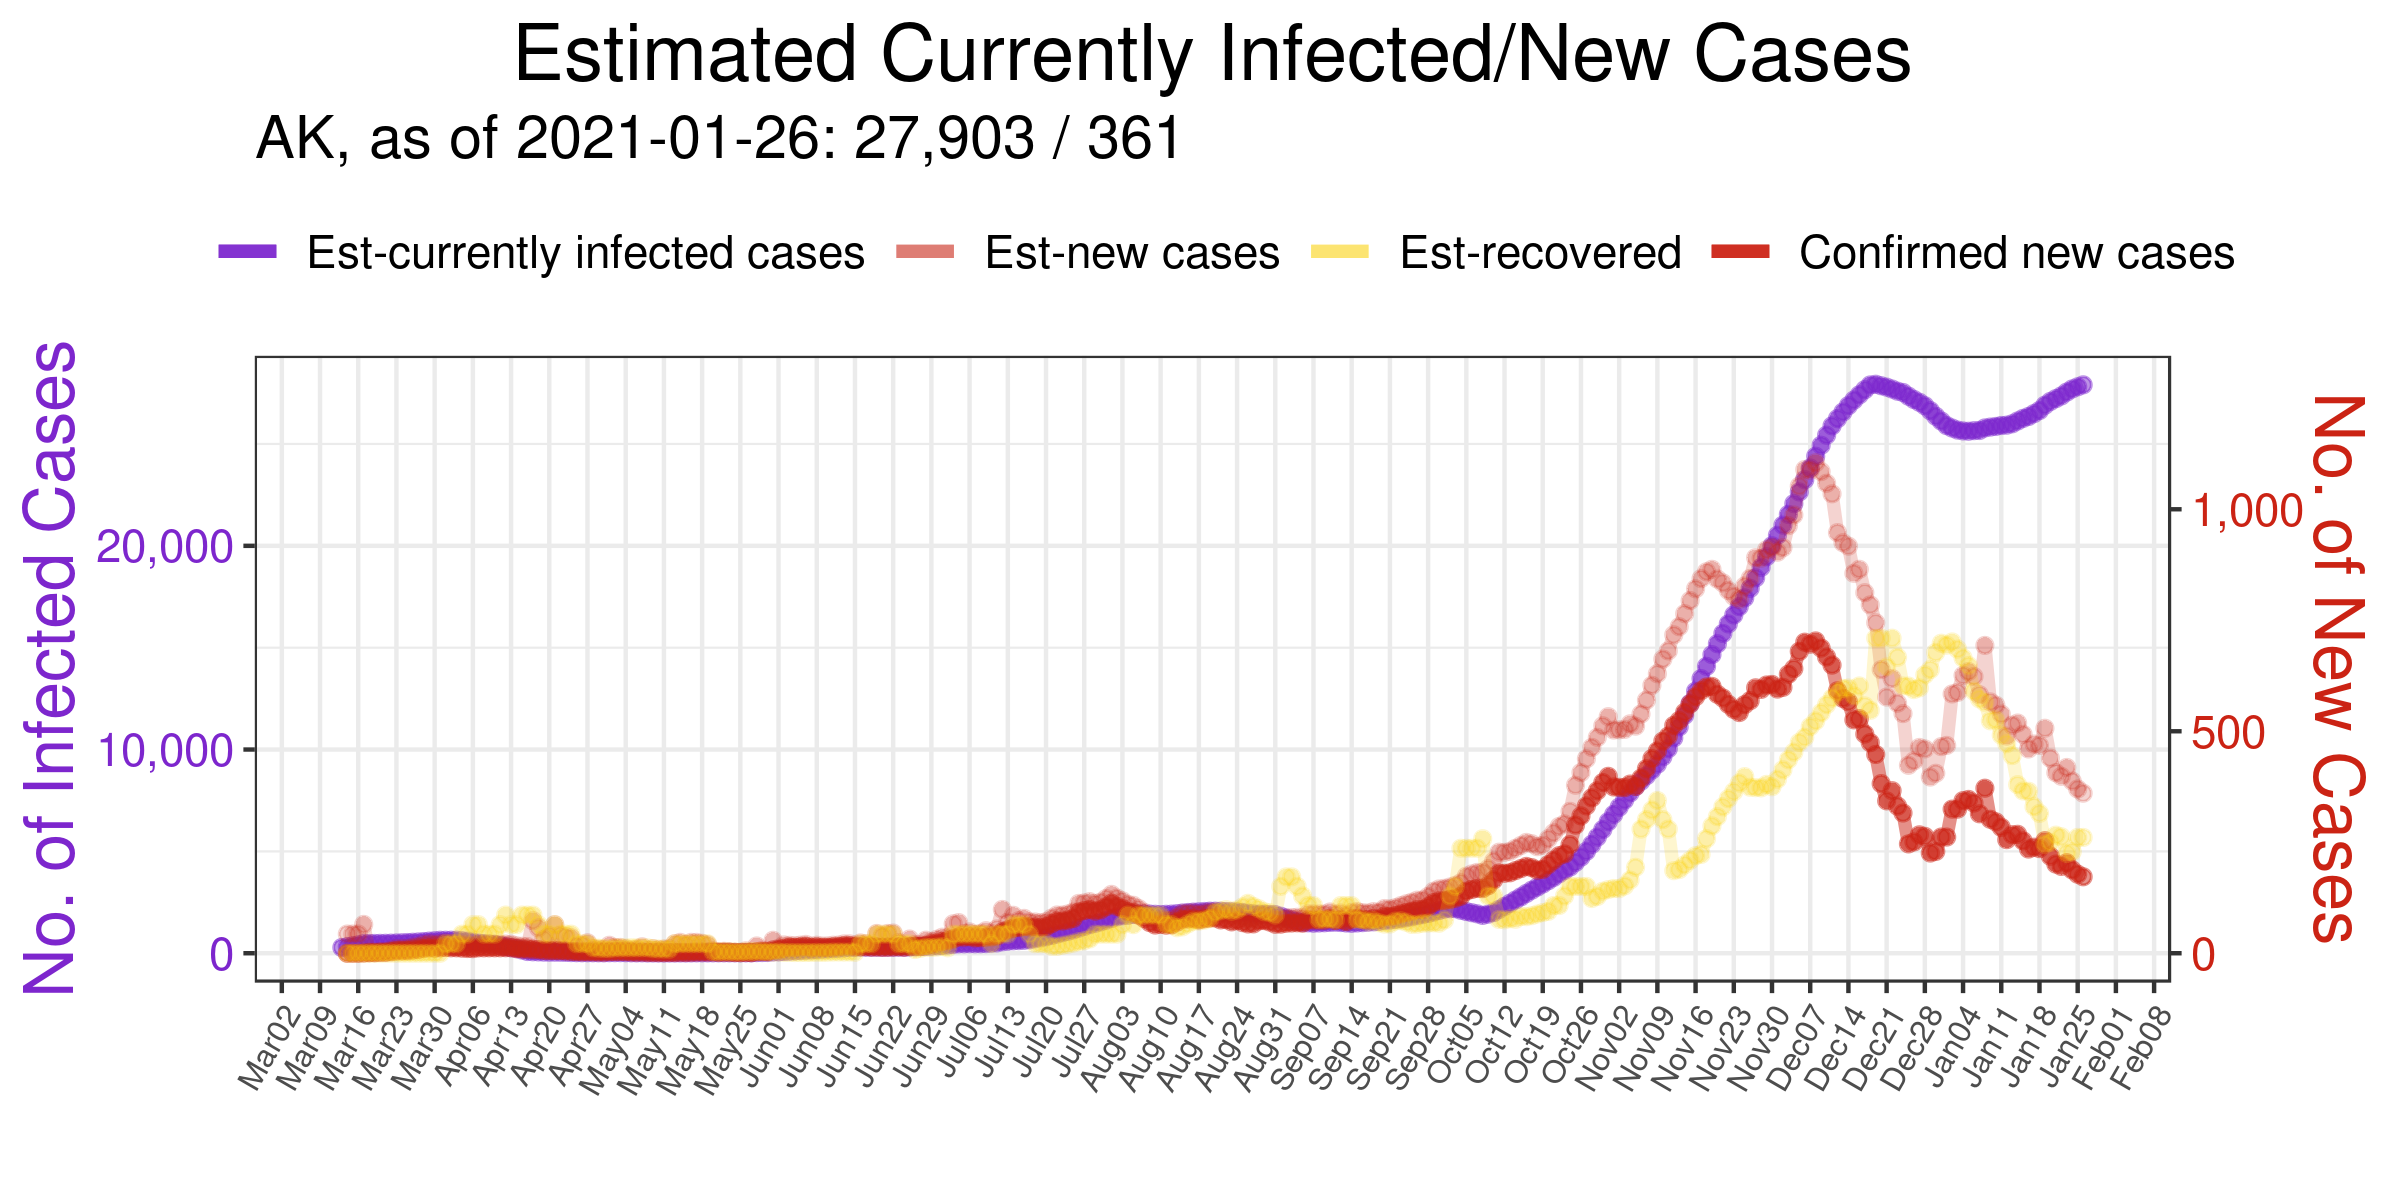 Estimated Currently Infected/New Cases
AK, as of 2021-01-26: 27,903 / 361
Est-currently infected cases Est-new cases Est-recovered Confirmed new cases
No. of Infected Cases
20,000
10,000
0
1,000
500
0
No. of New Cases
Mar02 Mar09 Mar16 Mar23 Mar30 Apr06 Apr13 Apr20 Apr27 May04 May11 May18 May25 Jun01 Jun08 Jun15 Jun22 Jun29 Jul06 Jul13 Jul20 Jul27 Aug03 Aug10 Aug17 Aug24 Aug31 Sep07 Sep14 Sep21 Sep28 Oct05 Oct12 Oct19 Oct26 Nov02 Nov09 Nov16 Nov23 Nov30 Dec07 Dec14 Dec21 Dec28 Jan04 Jan11 Jan18 Jan25 Feb01 Feb08